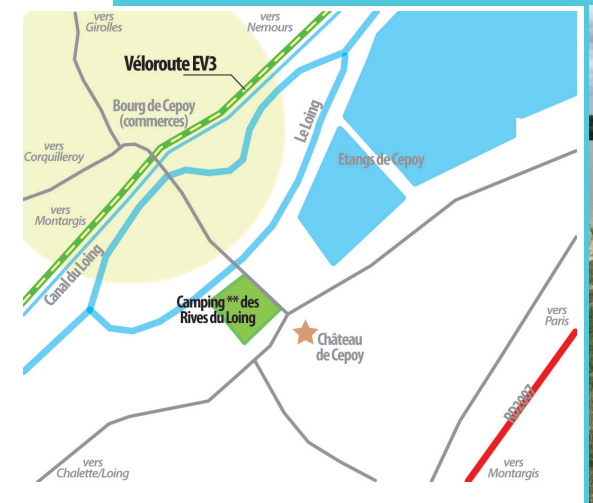 vers
Girolles
vers
Nemours
Véloroute EV3
Bourg de Cepoy
(commerces)
Le Loing
vers
Corquilleroy
Etangs de Cepoy
vers
Montargis
Canal du Loing
Camping ** des
Rives du Loing
Château
de Cepoy
vers
Paris
RD2007
vers
Chalette/Loing
vers
Montargis